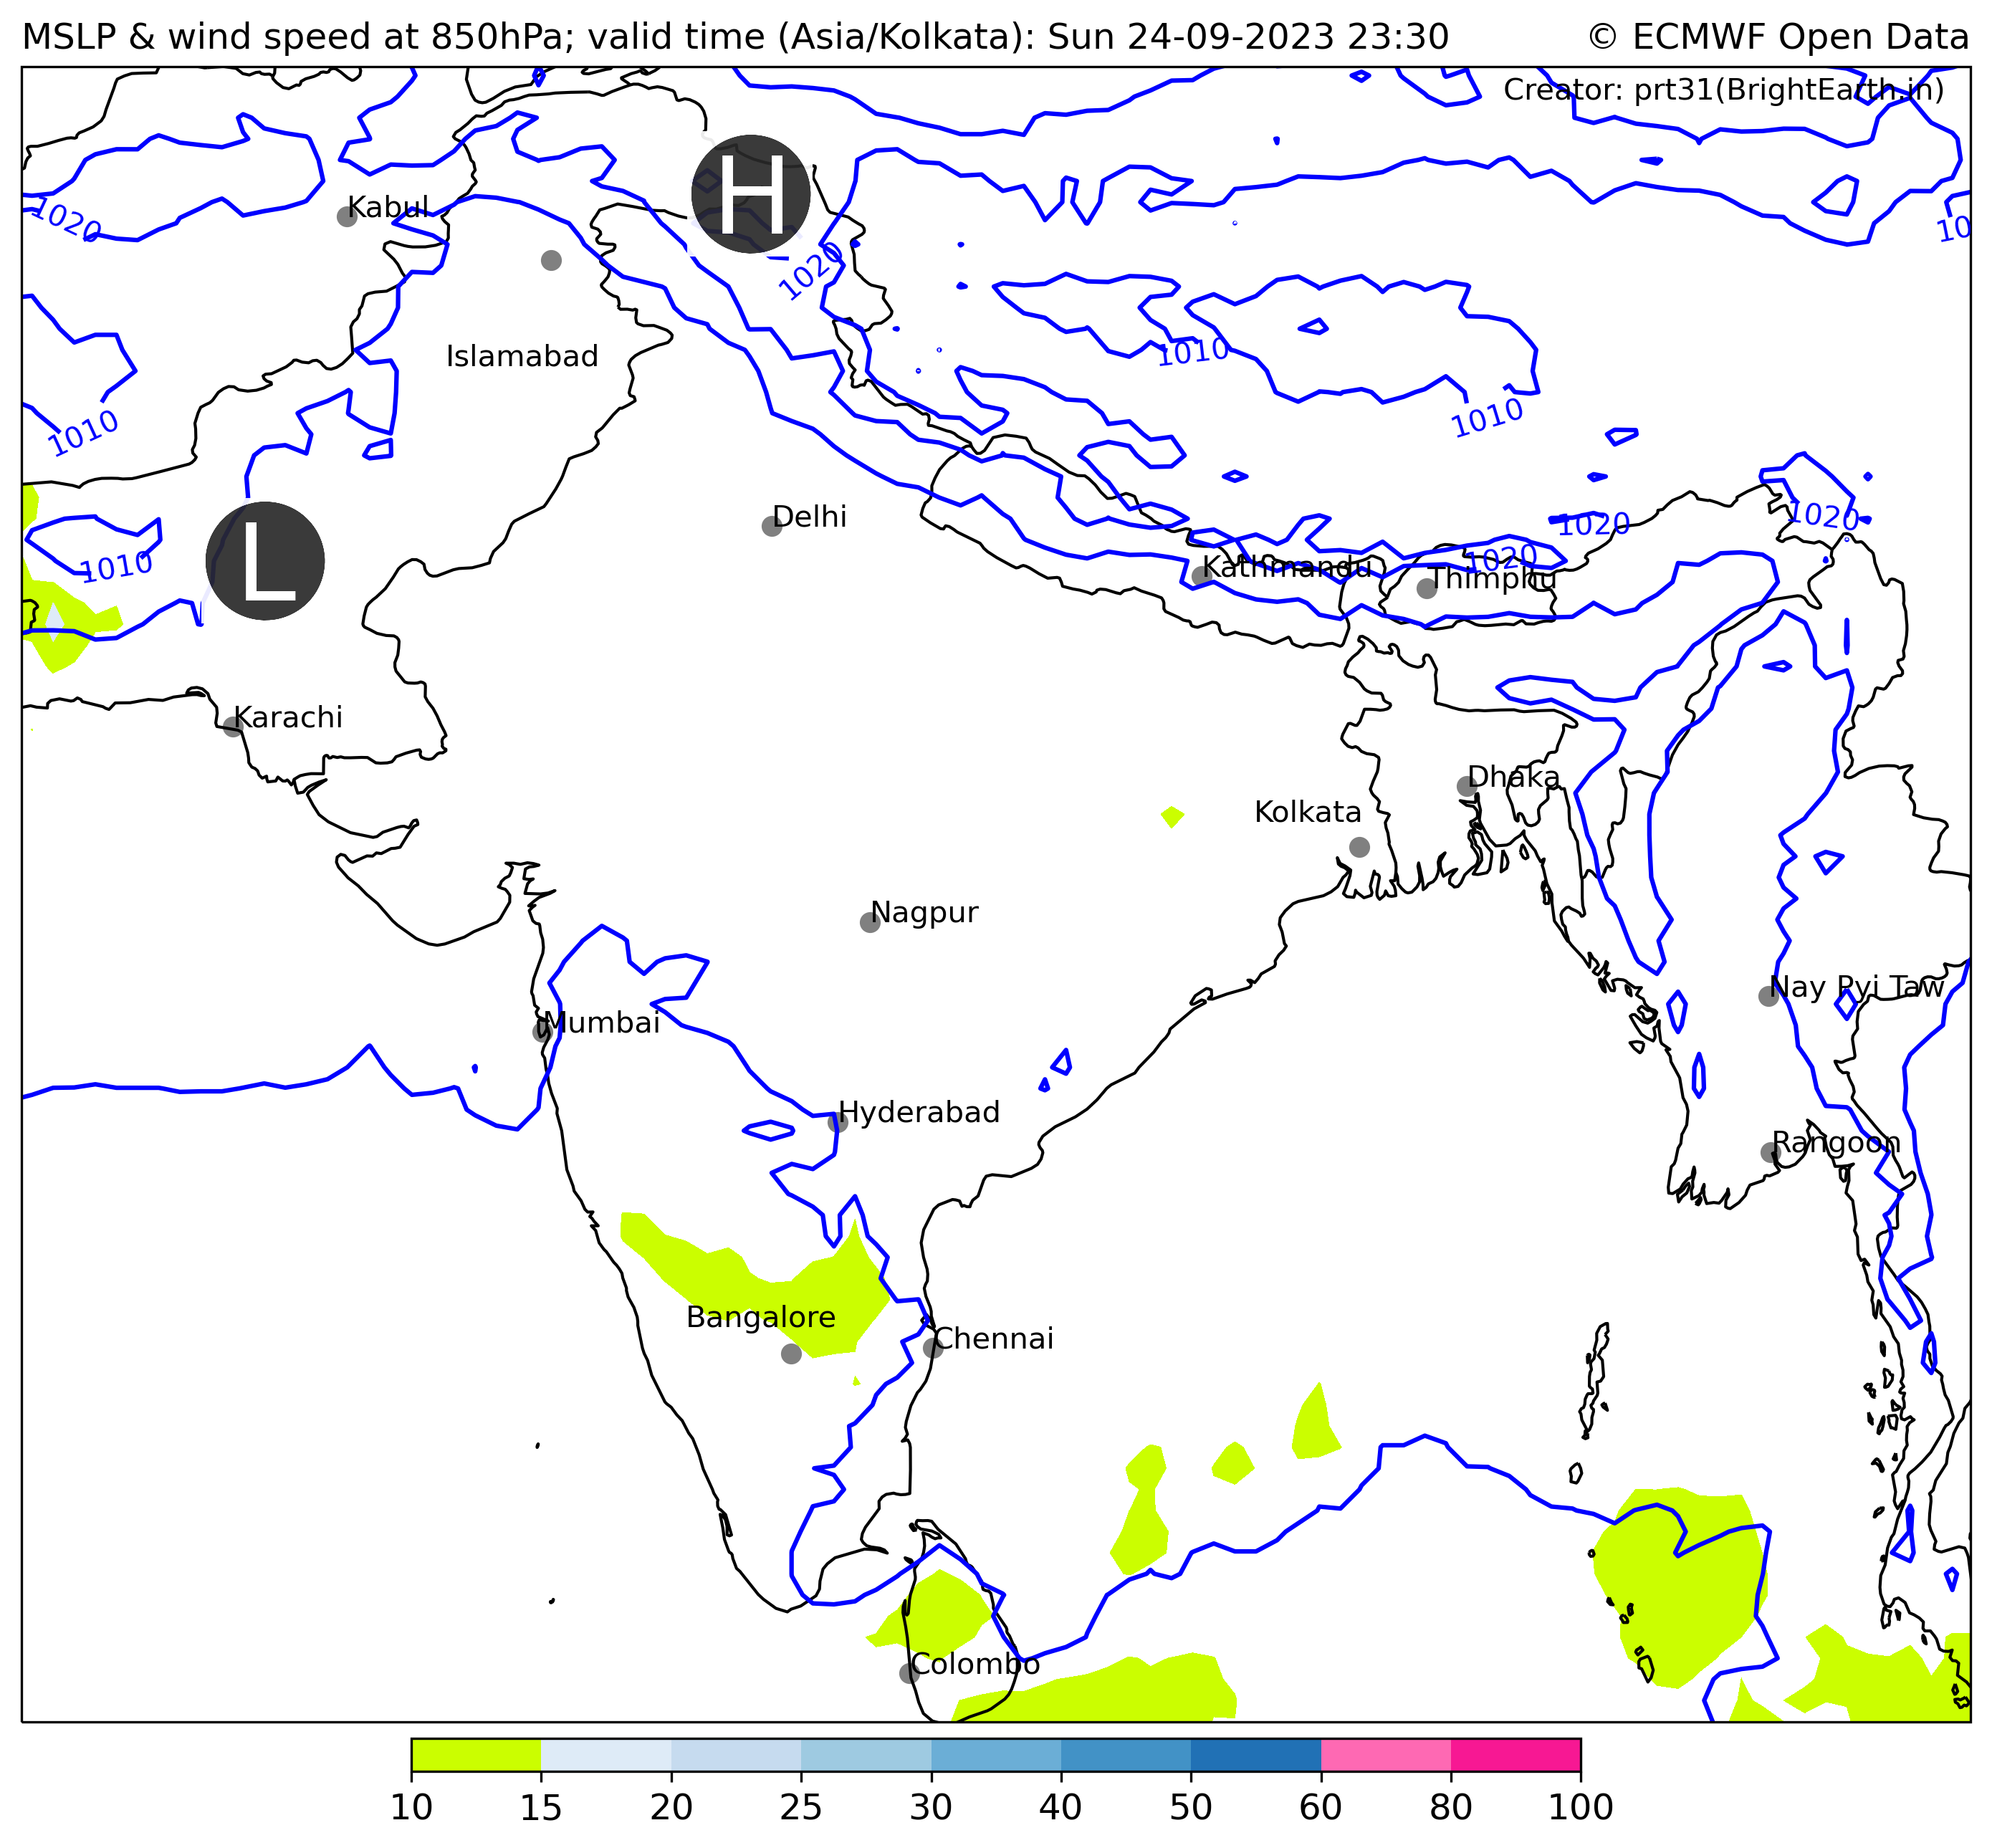 MSLP & wind speed at 850hPa; valid time (Asia/Kolkata): Sun 24-09-2023 23:30
© ECMWF Open Data
Creator: prt31(BrightEarth.in)
H
1020
Kabul
10
1020
Islamabad
1010
1010
1010
L
Delhi
1010
1020
1020
1020
Kathmandu
Thimphu
Karachi
Dhaka
Kolkata
Nagpur
Nay Pyi Taw
Mumbai
Hyderabad
Rangoon
Bangalore
Chennai
Colombo
10 15 20 25 30 40 50 60 80 100